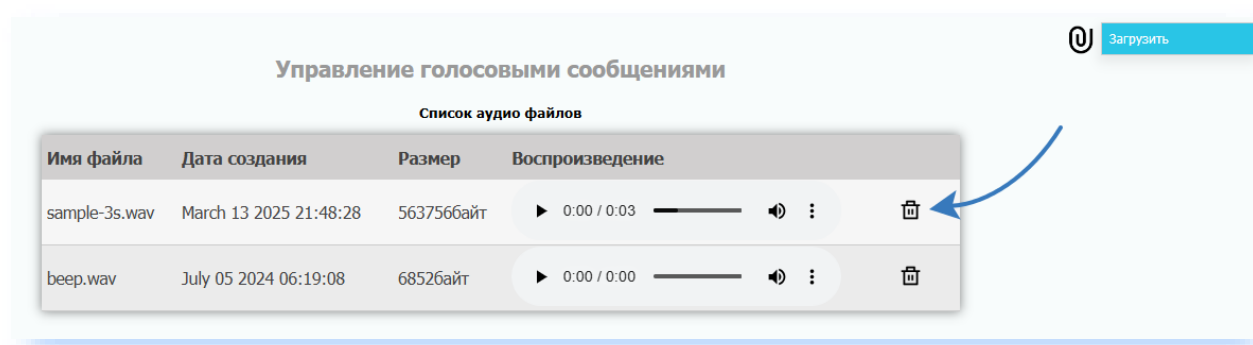 Загрузить
Управление голосовыми сообщениями
Список аудио файлов
Имя файла Дата создания Размер Воспроизведение
sample-3s.wav March 13 2025 21:48:28 563756байт 0:00 / 0:03
beep.wav July 05 2024 06:19:08 6852байт 0:00 / 0:00